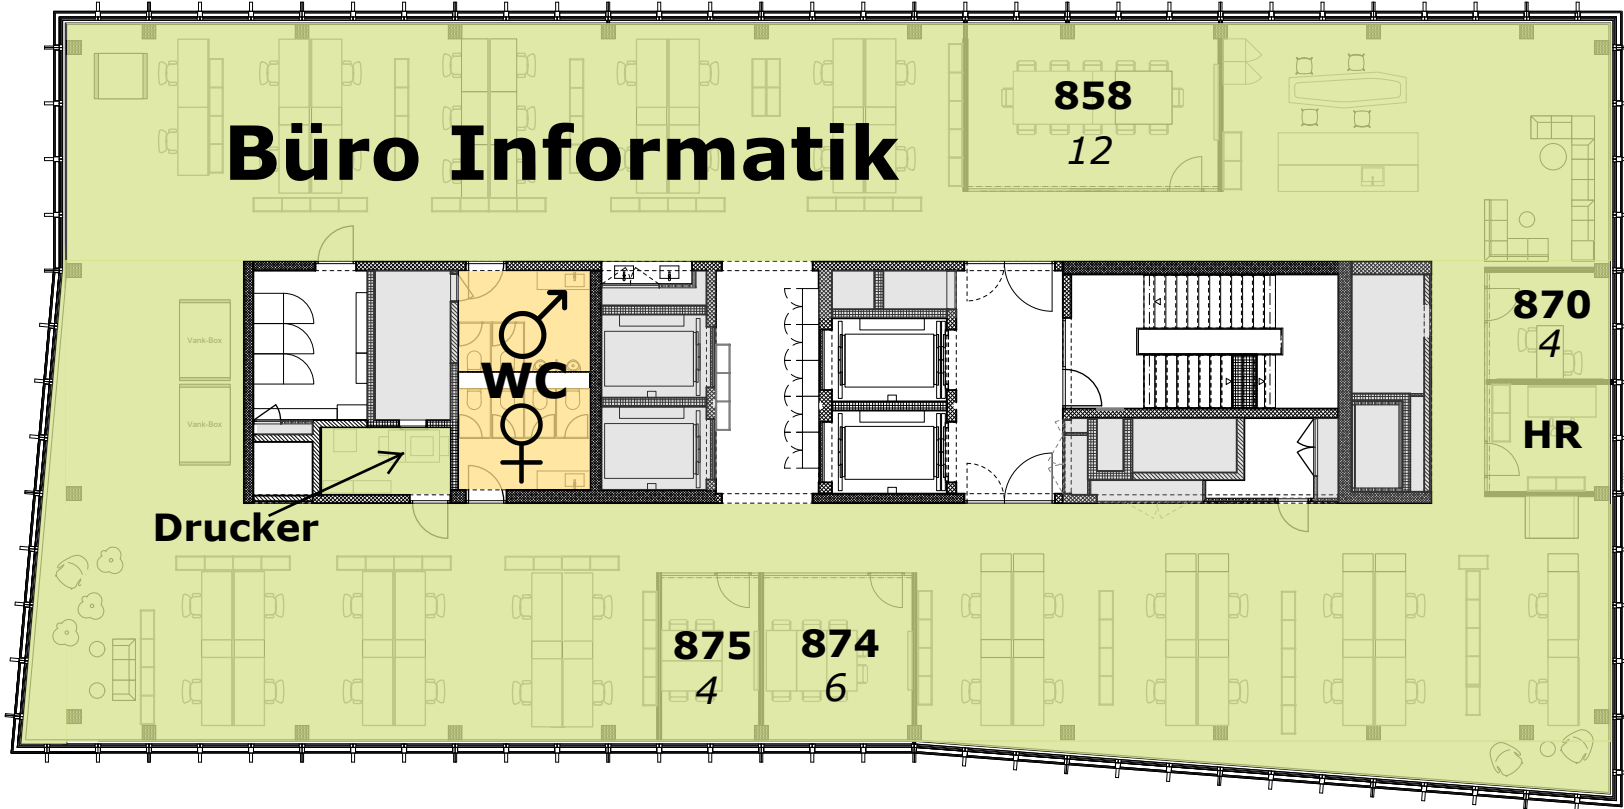 Büro Informatik
858
12
870
4
Vank-Box
WC
Vank-Box
HR
Drucker
875
4
874
6